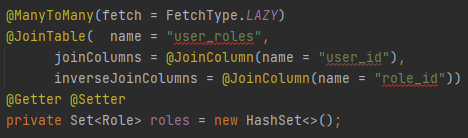 @ManyToMany(fetch = FetchType.LAZY)
@JoinTable(  name = "user_roles",
joinColumns = @JoinColumn(name = "user_id"),
inverseJoinColumns = @JoinColumn(name = "role_id"))
@Getter @Setter
private Set<Role> roles = new HashSet<>();